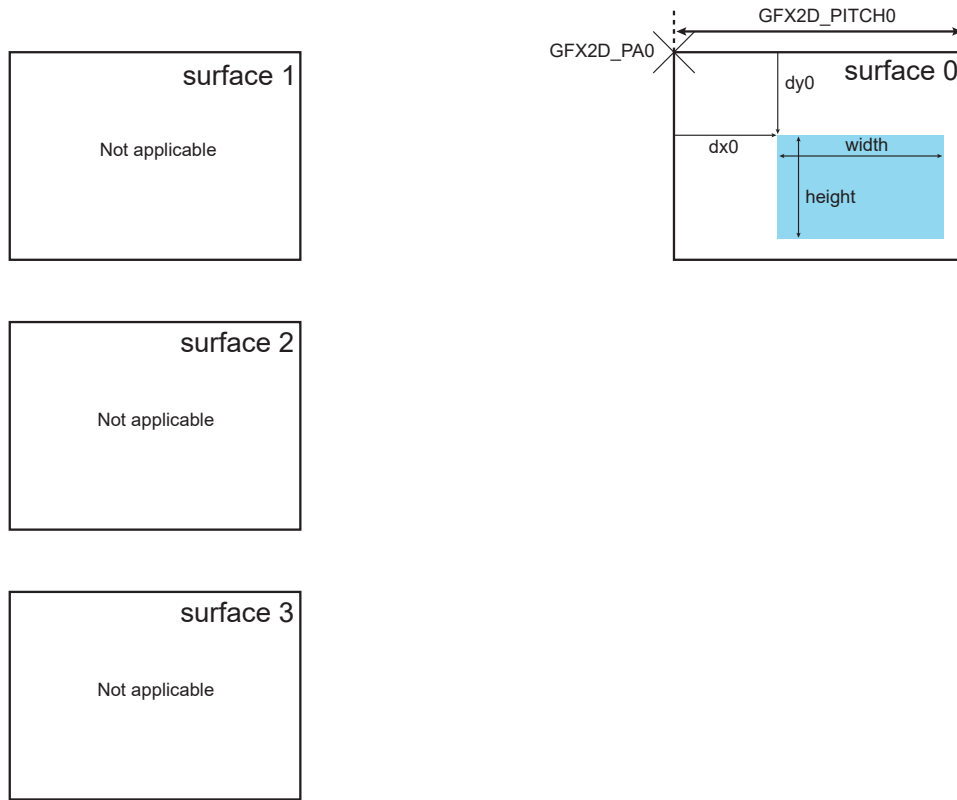 GFX2D_PITCH0
GFX2D_PA0
surface 1
surface 0
dy0
Not applicable
dx0
width
height
surface 2
Not applicable
surface 3
Not applicable